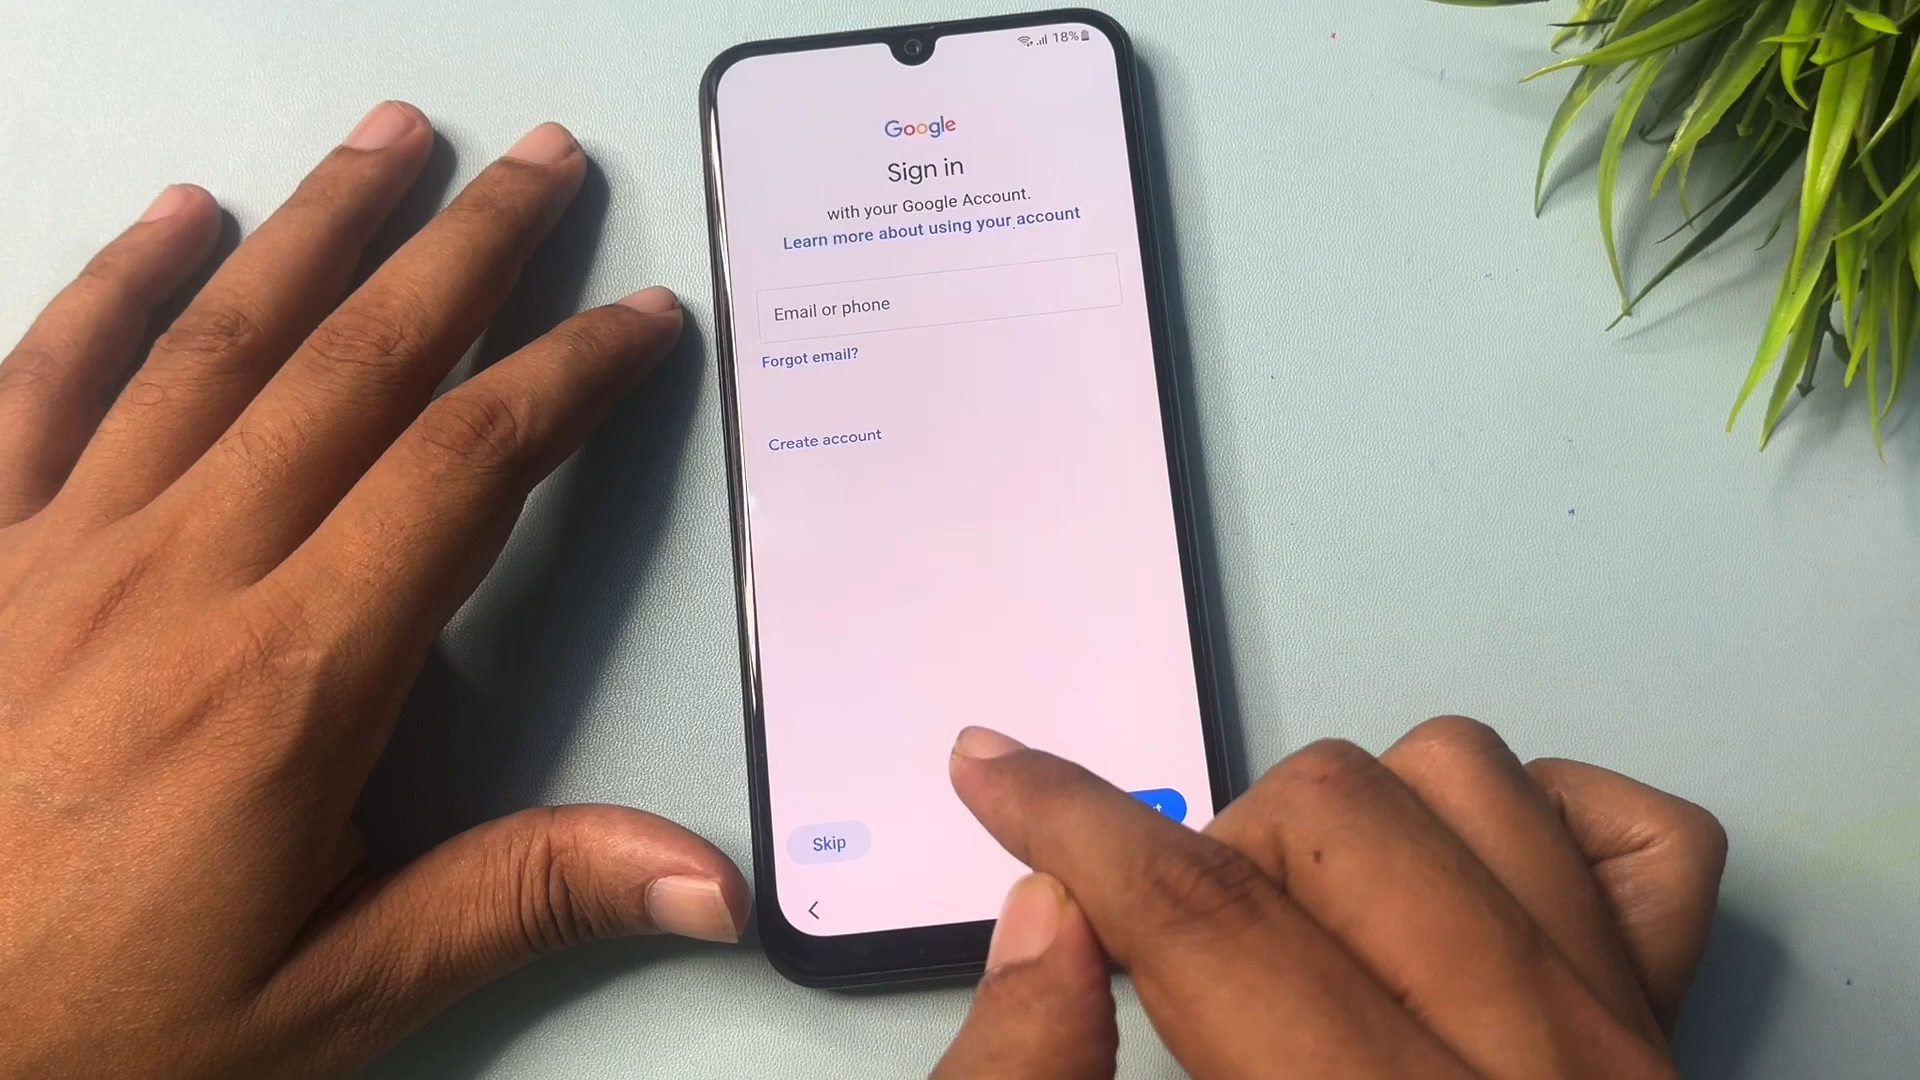 18%
Google
Sign in
with your Google Account.
Learn more about using your account
Email or phone
Forgot email?
Create account
Skip